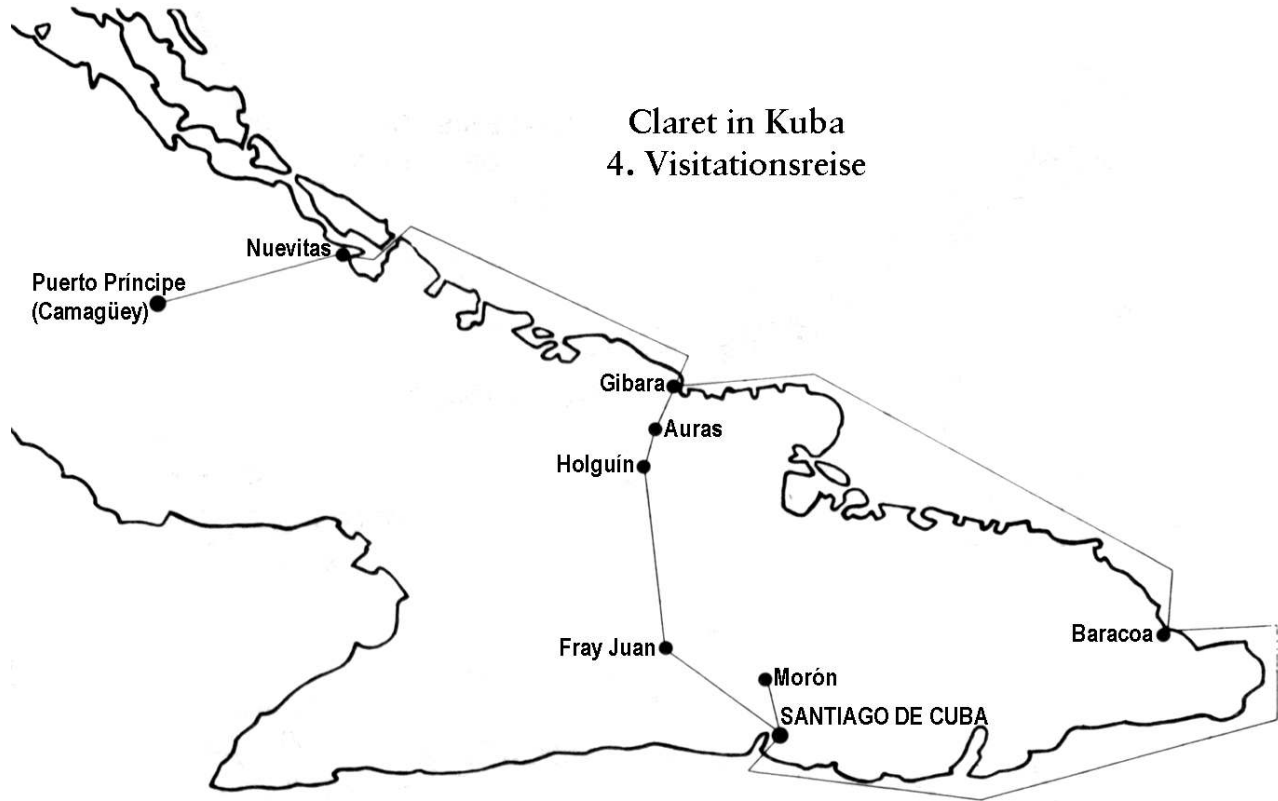 Claret in Kuba
4. Visitationsreise
Nuevitas
Puerto Príncipe
(Camagüey)
Gibara
Auras
Holguín
Fray Juan
Baracoa
Morón
SANTIAGO DE CUBA